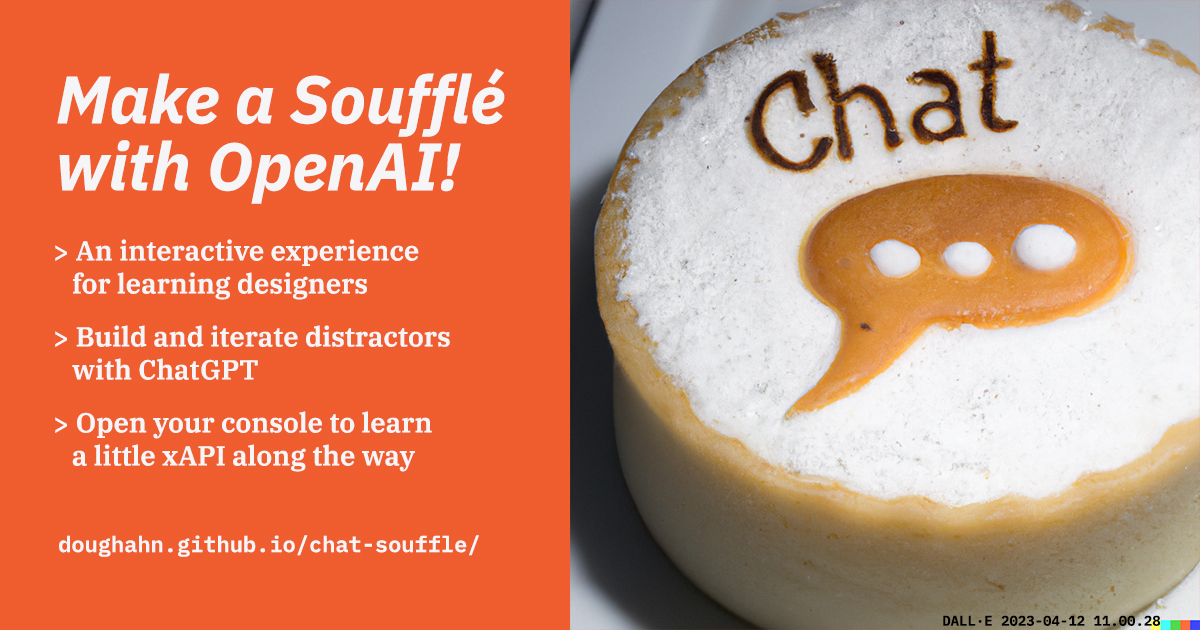 Make a Soufflé
with OpenAI!
> An interactive experience
for learning designers
> Build and iterate distractors
with ChatGPT
> Open your console to learn
a little xAPI along the way
doughahn.github.io/chat-souffle/
Chat
DALL·E 2023-04-12 11.00.28